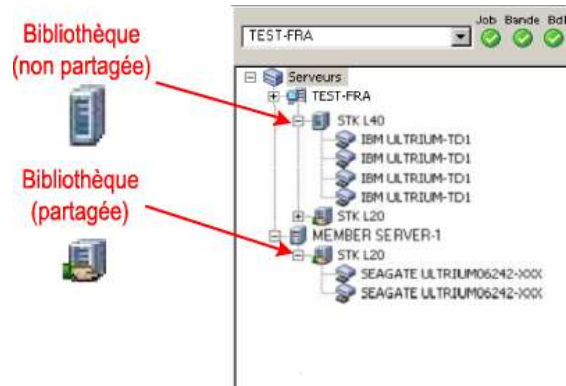 Bibliothèque
(non partagée)
Bibliothèque
(partagée)
Job Bande BdD
TEST-FRA
Serveurs
TEST-FRA
STK L40
IBM ULTRIUM-TD1
IBM ULTRIUM-TD1
IBM ULTRIUM-TD1
IBM ULTRIUM-TD1
STK L20
MEMBER SERVER-1
STK L20
SEAGATE ULTRIUM06242-XXX
SEAGATE ULTRIUM06242-XXX